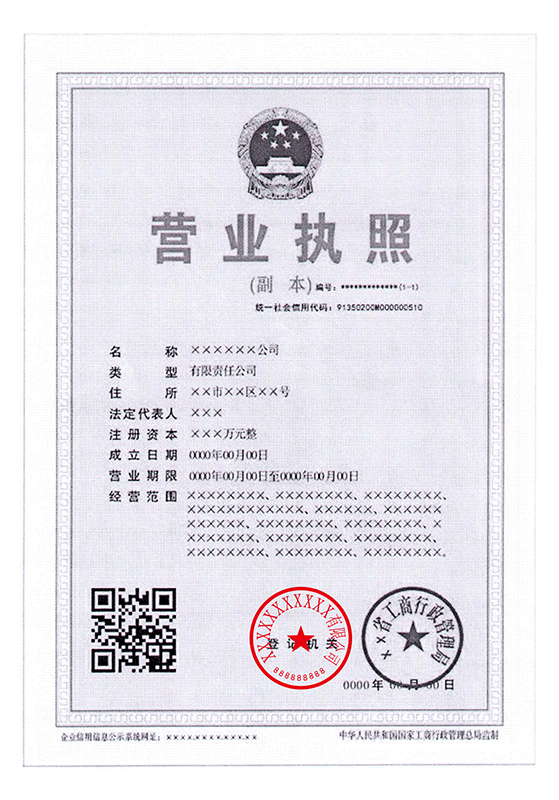 营业执照
(副 本) 编号：*************(1-1)
统一社会信用代码：91350200M000000510
名 称 ××××××公司
类 型 有限责任公司
住 所 ××市××区××号
法定代表人 ×××
注册资本 ×××万元整
成立日期 0000年00月00日
营业期限 0000年00月00日至0000年00月00日
经营范围 ××××××××、××××××××、××××××××、
××××××××××××、××××××、××××××
××××××、××××××××、××××××××、×
×××××××、××××××××、××××××××、
××××××××、××××××××、××××××××。
XXXXXXXXXX有限公司
登记机关
888888888
××省工商行政管理局
0000年00月00日
企业信用信息公示系统网址：××××.××××.×××.××
中华人民共和国国家工商行政管理总局监制